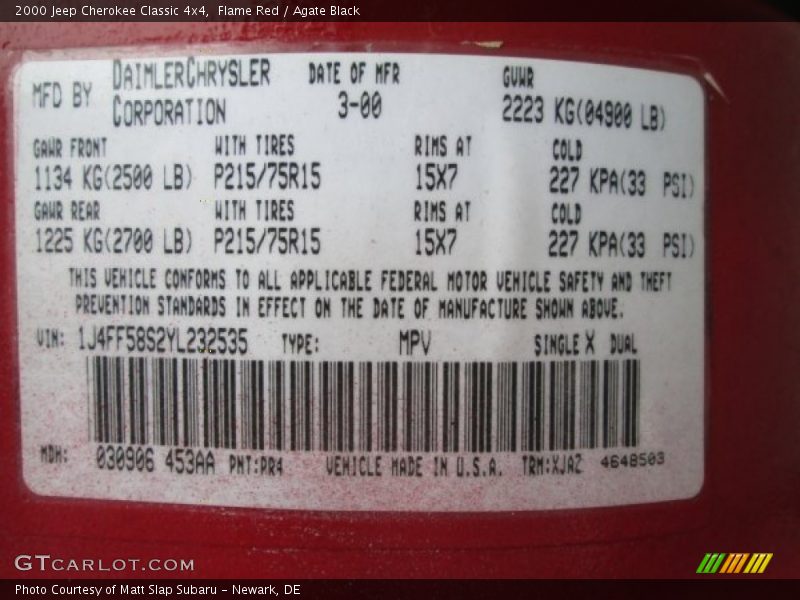 2000 Jeep Cherokee Classic 4x4,  Flame Red / Agate Black
MFD BY DAIMLERCHRYSLER CORPORATION DATE OF MFR 3-00 GVWR 2223 KG(04900 LB)
GAWR FRONT WITH TIRES RIMS AT COLD
1134 KG(2500 LB) P215/75R15 15X7 227 KPA(33 PSI)
GAWR REAR WITH TIRES RIMS AT COLD
1225 KG(2700 LB) P215/75R15 15X7 227 KPA(33 PSI)
THIS VEHICLE CONFORMS TO ALL APPLICABLE FEDERAL MOTOR VEHICLE SAFETY AND THEFT
PREVENTION STANDARDS IN EFFECT ON THE DATE OF MANUFACTURE SHOWN ABOVE.
VIN: 1J4FF58S2YL232535 TYPE: MPV SINGLE X DUAL
MDH: 030906 453AA PNT:PR4 VEHICLE MADE IN U.S.A. TRM:XJAZ 4648503
GTCARLOT.COM
Photo Courtesy of Matt Slap Subaru – Newark, DE